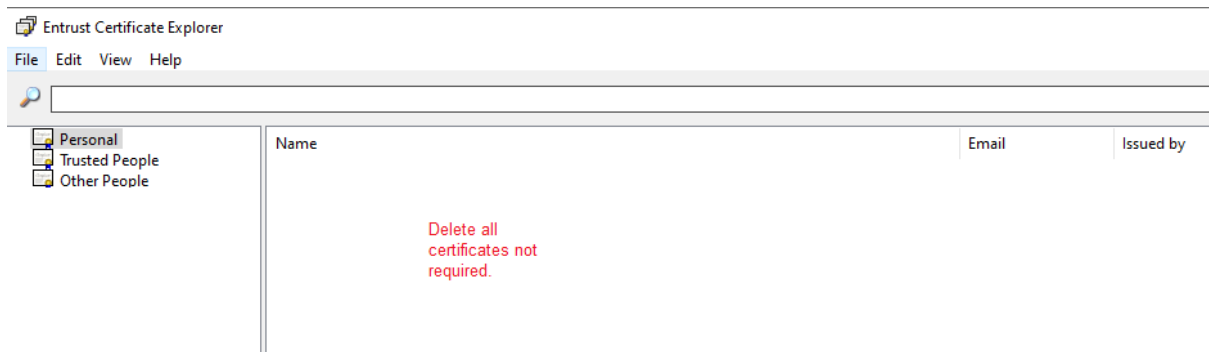 Entrust Certificate Explorer
File Edit View Help
Personal
Trusted People
Other People
Name Email Issued by
Delete all
certificates not
required.